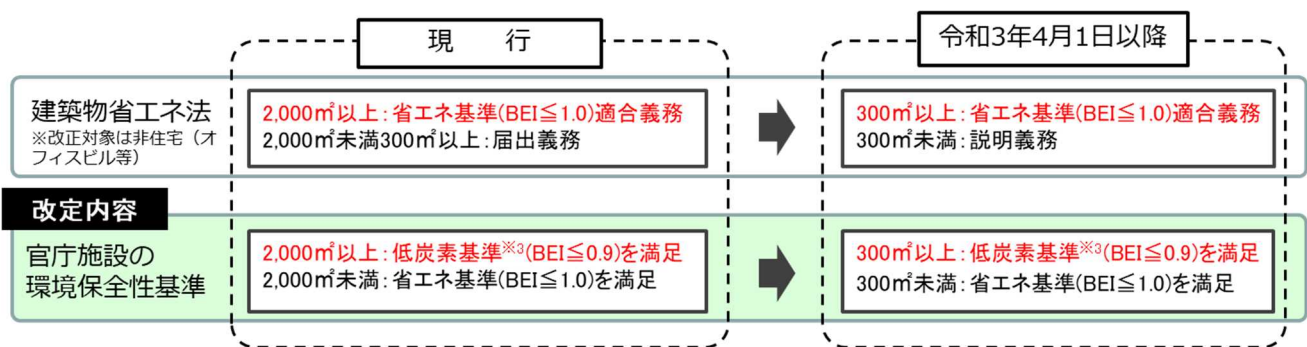 現　行
令和3年4月1日以降
建築物省エネ法
※改正対象は非住宅（オ
フィスビル等）
2,000㎡以上：省エネ基準(BEI≦1.0)適合義務
2,000㎡未満300㎡以上：届出義務
300㎡以上：省エネ基準(BEI≦1.0)適合義務
300㎡未満：説明義務
改定内容
官庁施設の
環境保全性基準
2,000㎡以上：低炭素基準※3(BEI≦0.9)を満足
2,000㎡未満：省エネ基準(BEI≦1.0)を満足
300㎡以上：低炭素基準※3(BEI≦0.9)を満足
300㎡未満：省エネ基準(BEI≦1.0)を満足